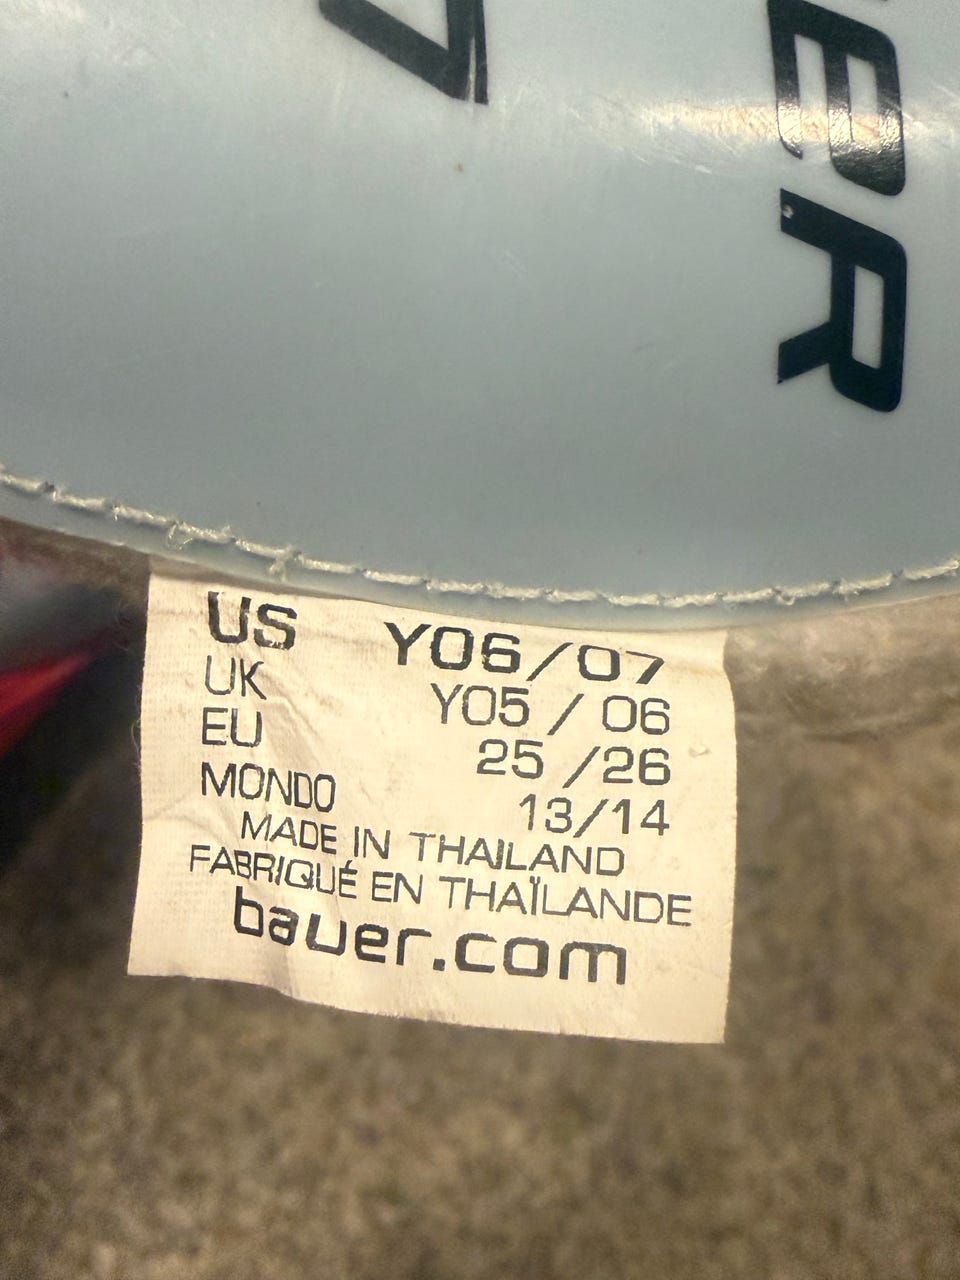 US Y06/07
UK Y05 / 06
EU 25 /26
MONDO 13/14
MADE IN THAILAND
FABRIQUÉ EN THAÏLANDE
bauer.com